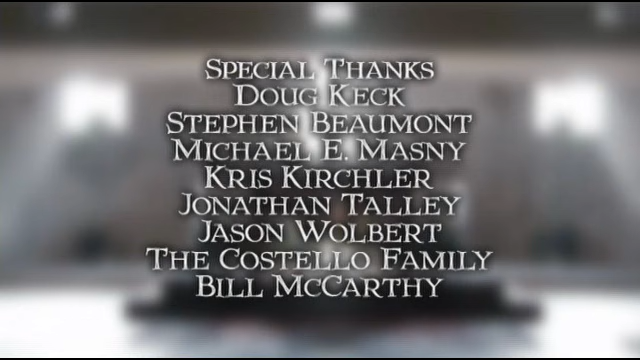 Special Thanks
Doug Keck
Stephen Beaumont
Michael E. Masny
Kris Kirchler
Jonathan Talley
Jason Wolbert
The Costello Family
Bill McCarthy